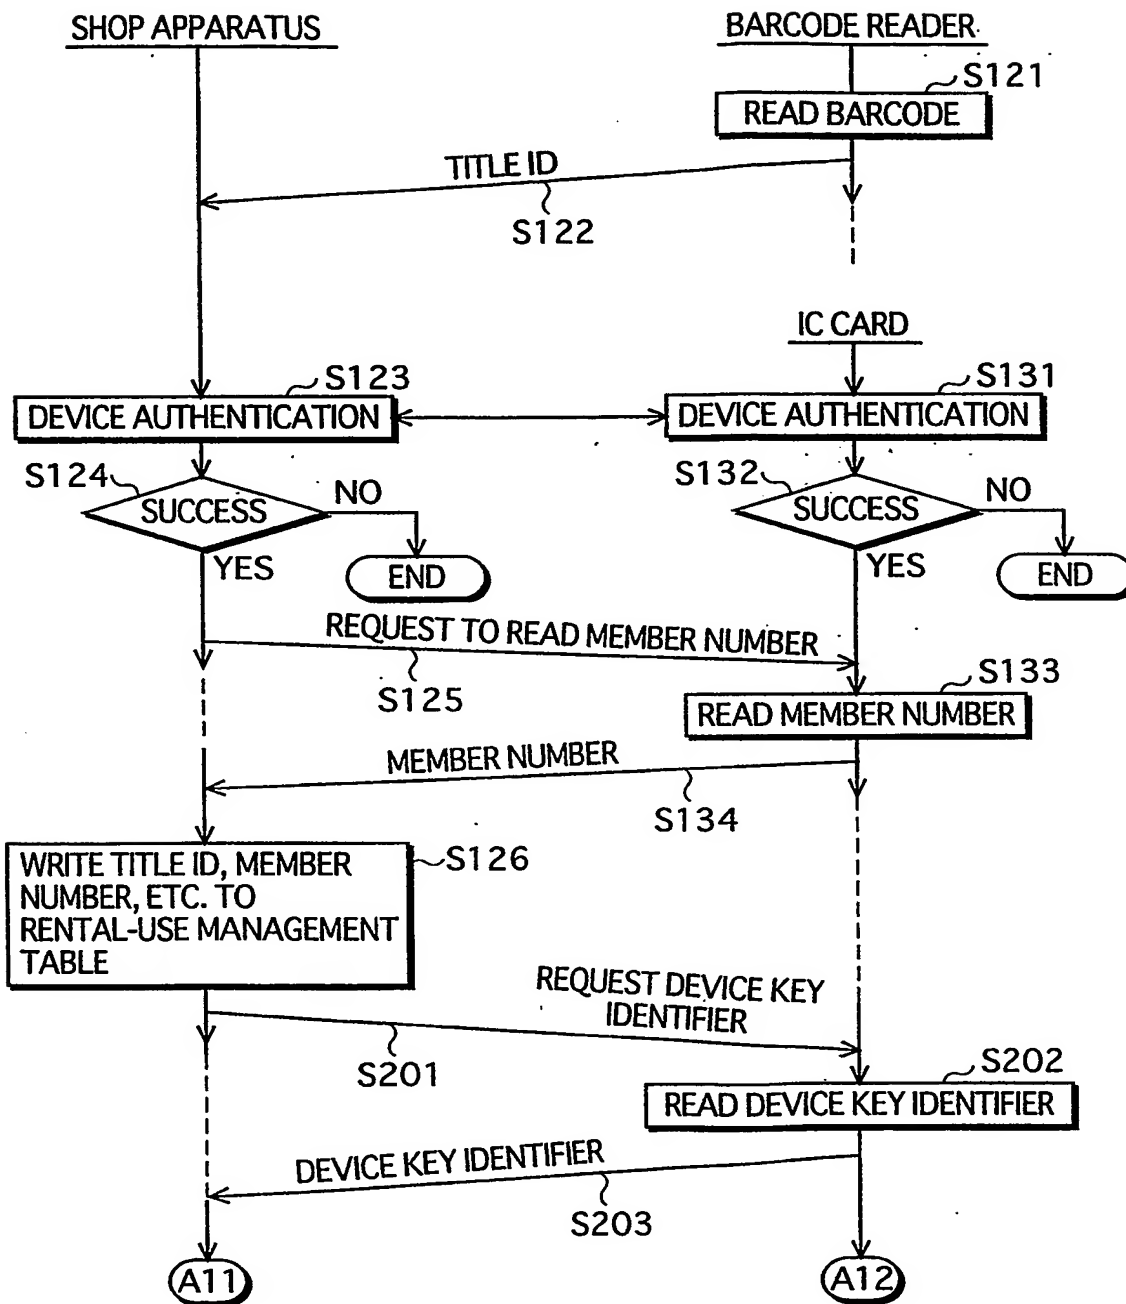 SHOP APPARATUS
BARCODE READER
S121
READ BARCODE
TITLE ID
S122
IC CARD
S123
S131
DEVICE AUTHENTICATION
DEVICE AUTHENTICATION
S124
SUCCESS
NO
S132
SUCCESS
NO
YES
END
YES
END
REQUEST TO READ MEMBER NUMBER
S125
S133
READ MEMBER NUMBER
MEMBER NUMBER
S134
S126
WRITE TITLE ID, MEMBER
NUMBER, ETC. TO
RENTAL-USE MANAGEMENT
TABLE
REQUEST DEVICE KEY
IDENTIFIER
S201
S202
READ DEVICE KEY IDENTIFIER
DEVICE KEY IDENTIFIER
S203
A11
A12